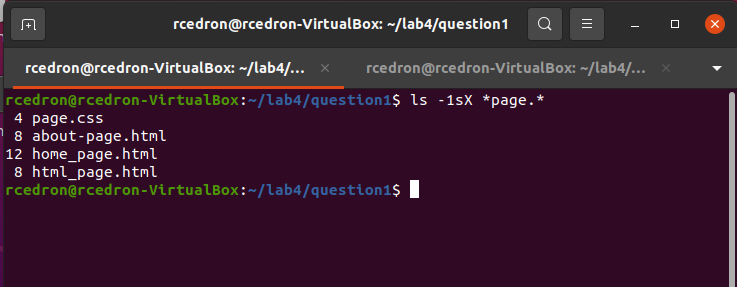 rcedron@rcedron-VirtualBox: ~/lab4/question1
rcedron@rcedron-VirtualBox: ~/lab4/... × rcedron@rcedron-VirtualBox: ~/lab4/... ×
rcedron@rcedron-VirtualBox:~/lab4/question1$ ls -1sX *page.*
 4 page.css
 8 about-page.html
12 home_page.html
 8 html_page.html
rcedron@rcedron-VirtualBox:~/lab4/question1$